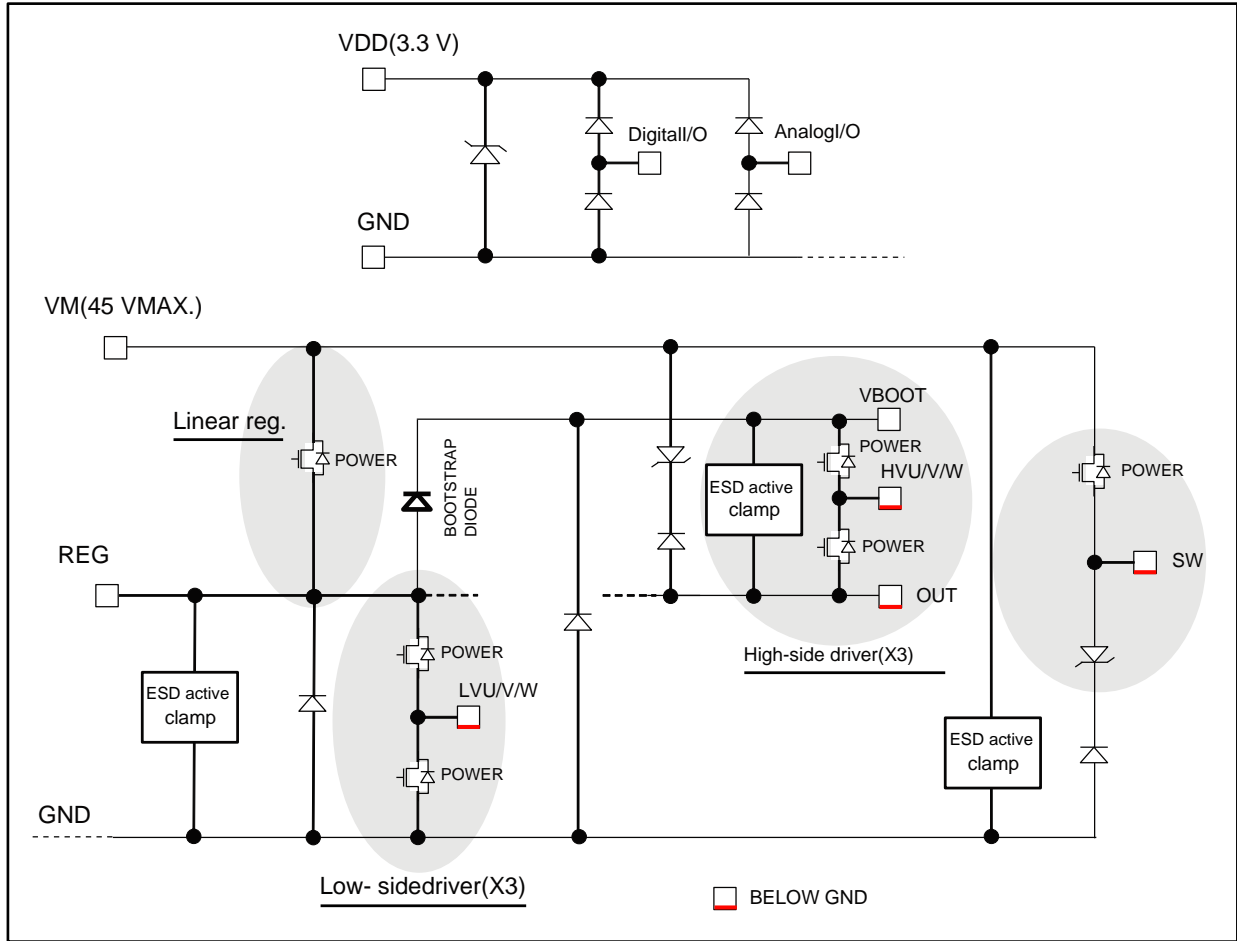 VDD(3.3 V)
DigitalI/O
AnalogI/O
GND
VM(45 VMAX.)
Linear reg.
POWER
BOOTSTRAP
DIODE
VBOOT
POWER
HVU/V/W
ESD active
clamp
POWER
OUT
High-side driver(X3)
POWER
SW
REG
ESD active
clamp
POWER
LVU/V/W
POWER
ESD active
clamp
GND
Low- sidedriver(X3)
BELOW GND